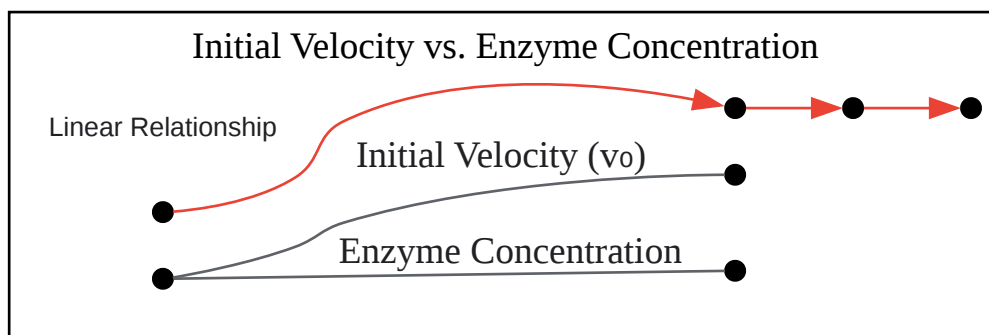 Initial Velocity vs. Enzyme Concentration
Linear Relationship
Initial Velocity (v₀)
Enzyme Concentration